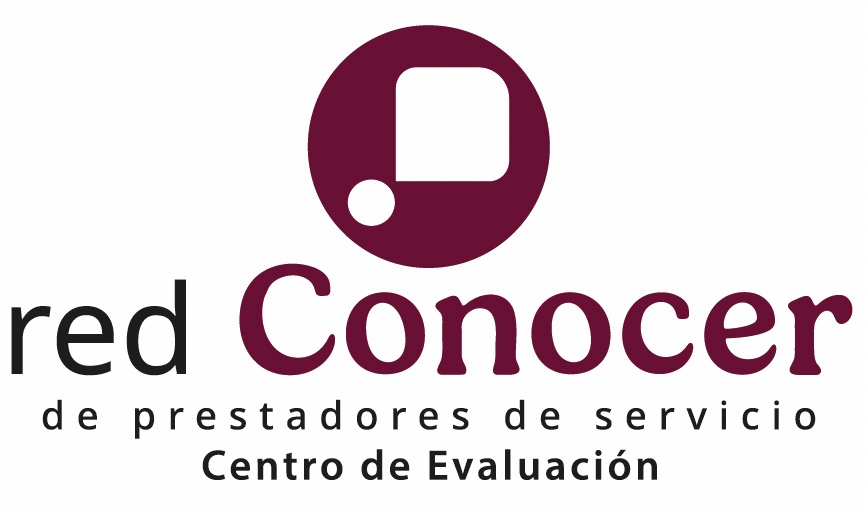 red Conocer
de prestadores de servicio
Centro de Evaluación